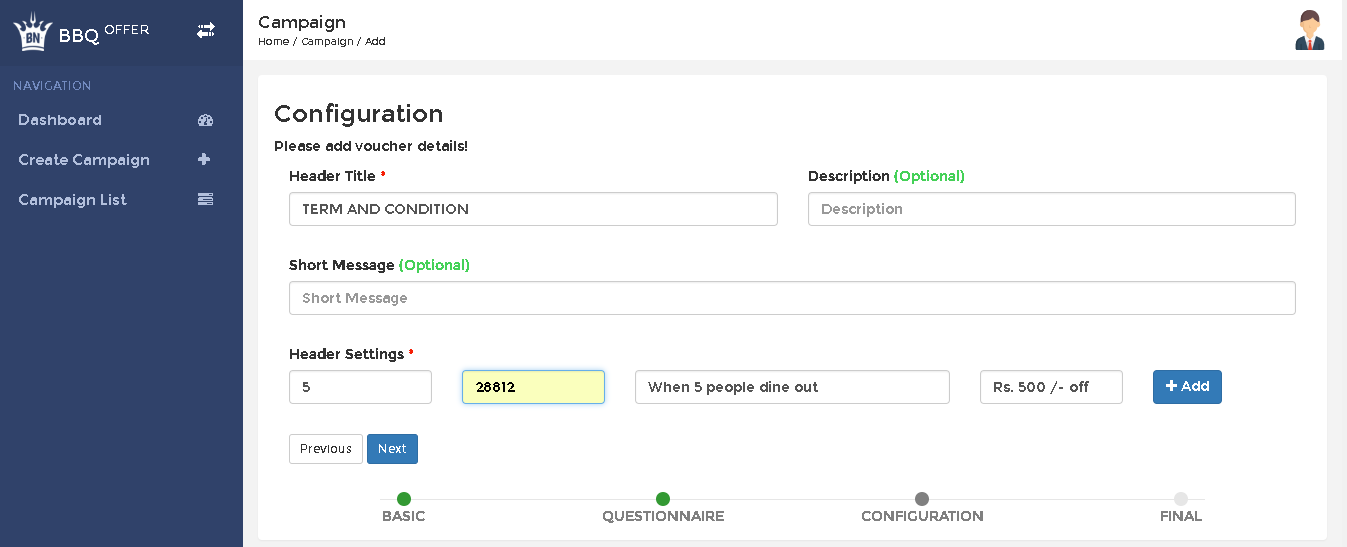 BN BBQ OFFER
Campaign
Home / Campaign / Add
NAVIGATION
Dashboard
Create Campaign
Campaign List
Configuration
Please add voucher details!
Header Title * Description (Optional)
TERM AND CONDITION Description
Short Message (Optional)
Short Message
Header Settings *
5 28812 When 5 people dine out Rs. 500 /- off + Add
Previous Next
BASIC QUESTIONNAIRE CONFIGURATION FINAL